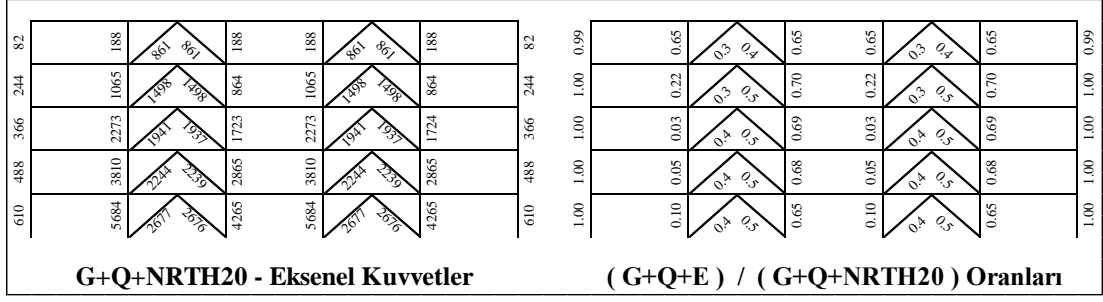 82 188 861 861 188 188 861 861 188 82 0.99 0.65 0.3 0.4 0.65 0.65 0.3 0.4 0.65 0.99
244 1065 1498 1498 864 1065 1498 1498 864 244 1.00 0.22 0.3 0.5 0.70 0.22 0.3 0.5 0.70 1.00
366 2273 1941 1937 1723 2273 1941 1937 1724 366 1.00 0.03 0.4 0.5 0.69 0.03 0.4 0.5 0.69 1.00
488 3810 2244 2239 2865 3810 2244 2239 2865 488 1.00 0.05 0.4 0.5 0.68 0.05 0.4 0.5 0.68 1.00
610 5684 2677 2676 4265 5684 2677 2676 4265 610 1.00 0.10 0.4 0.5 0.65 0.10 0.4 0.5 0.65 1.00
G+Q+NRTH20 - Eksenel Kuvvetler ( G+Q+E ) / ( G+Q+NRTH20 ) Oranları